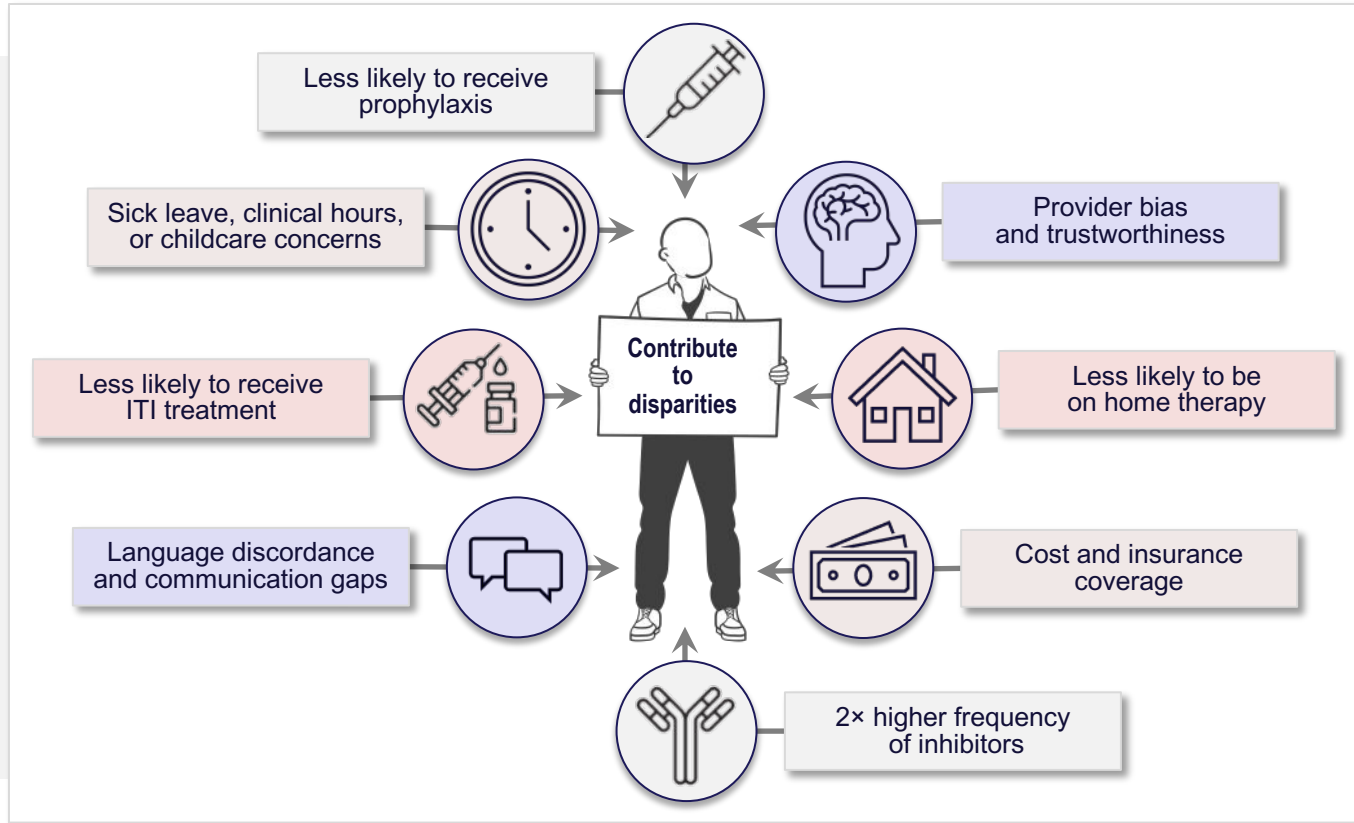 Less likely to receive
prophylaxis
Sick leave, clinical hours,
or childcare concerns
Provider bias
and trustworthiness
Contribute
to
disparities
Less likely to receive
ITI treatment
Less likely to be
on home therapy
Language discordance
and communication gaps
Cost and insurance
coverage
2× higher frequency
of inhibitors